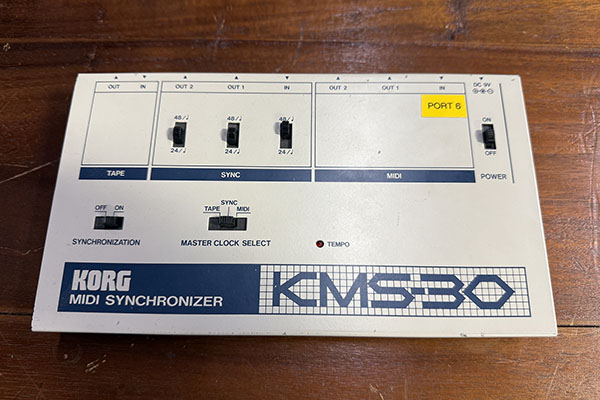 OUT IN OUT 2 OUT 1 IN OUT 2 OUT 1 IN DC 9V
PORT 6
48/♩ 48/♩ 48/♩ ON
24/♩ 24/♩ 24/♩ OFF
TAPE SYNC MIDI POWER
OFF ON TAPE SYNC MIDI
SYNCHRONIZATION MASTER CLOCK SELECT TEMPO
KORG
MIDI SYNCHRONIZER
KMS-30